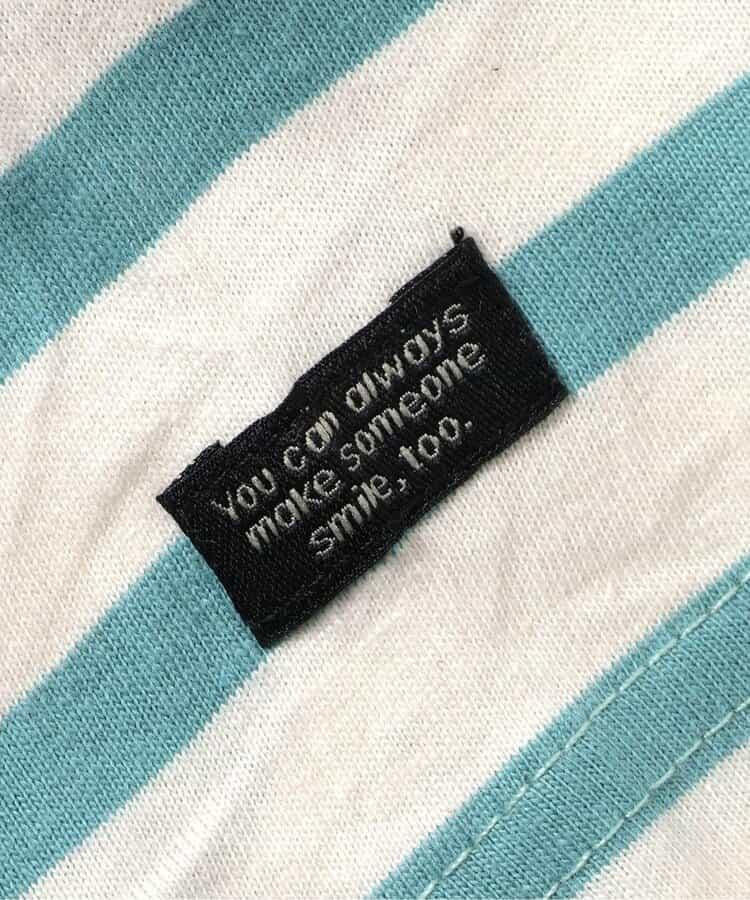 You can always
make someone
smile, too.